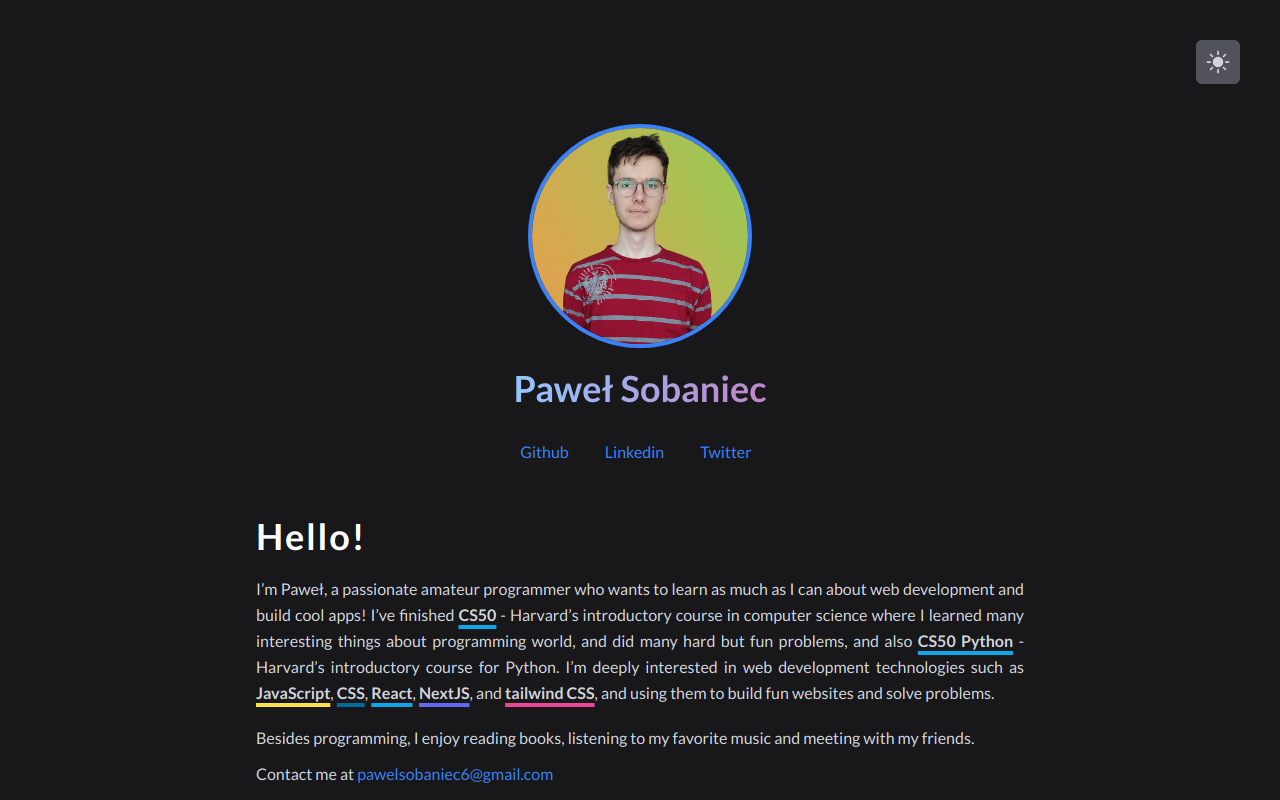 Paweł Sobaniec
Github Linkedin Twitter
Hello!
I’m Paweł, a passionate amateur programmer who wants to learn as much as I can about web development and
build cool apps! I’ve finished CS50 - Harvard’s introductory course in computer science where I learned many
interesting things about programming world, and did many hard but fun problems, and also CS50 Python -
Harvard’s introductory course for Python. I’m deeply interested in web development technologies such as
JavaScript, CSS, React, NextJS, and tailwind CSS, and using them to build fun websites and solve problems.
Besides programming, I enjoy reading books, listening to my favorite music and meeting with my friends.
Contact me at pawelsobaniec6@gmail.com